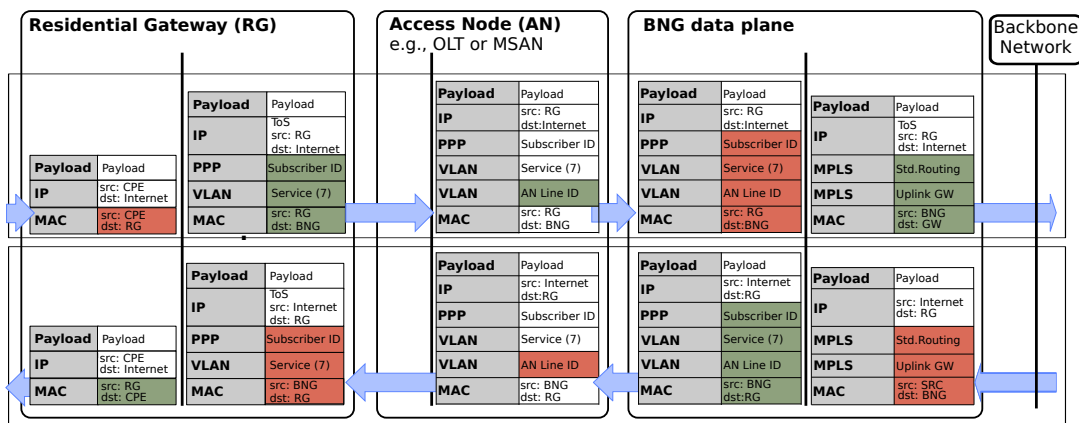 Residential Gateway (RG)
Access Node (AN)
e.g., OLT or MSAN
BNG data plane
Backbone
Network
Payload Payload
IP src: CPE
dst: Internet
MAC src: CPE
dst: RG
Payload Payload
IP ToS
src: RG
dst: Internet
PPP Subscriber ID
VLAN Service (7)
MAC src: RG
dst: BNG
Payload Payload
IP src: RG
dst:Internet
PPP Subscriber ID
VLAN Service (7)
VLAN AN Line ID
MAC src: RG
dst: BNG
Payload Payload
IP src: RG
dst:Internet
PPP Subscriber ID
VLAN Service (7)
VLAN AN Line ID
MAC src: RG
dst:BNG
Payload Payload
IP ToS
src: RG
dst: Internet
MPLS Std.Routing
MPLS Uplink GW
MAC src: BNG
dst: GW
Payload Payload
IP src: CPE
dst: Internet
MAC src: RG
dst: CPE
Payload Payload
IP ToS
src: Internet
dst: RG
PPP Subscriber ID
VLAN Service (7)
MAC src: BNG
dst: RG
Payload Payload
IP src: Internet
dst:RG
PPP Subscriber ID
VLAN Service (7)
VLAN AN Line ID
MAC src: BNG
dst: RG
Payload Payload
IP src: Internet
dst:RG
PPP Subscriber ID
VLAN Service (7)
VLAN AN Line ID
MAC src: BNG
dst:RG
Payload Payload
IP src: Internet
dst: RG
MPLS Std.Routing
MPLS Uplink GW
MAC src: SRC
dst: BNG